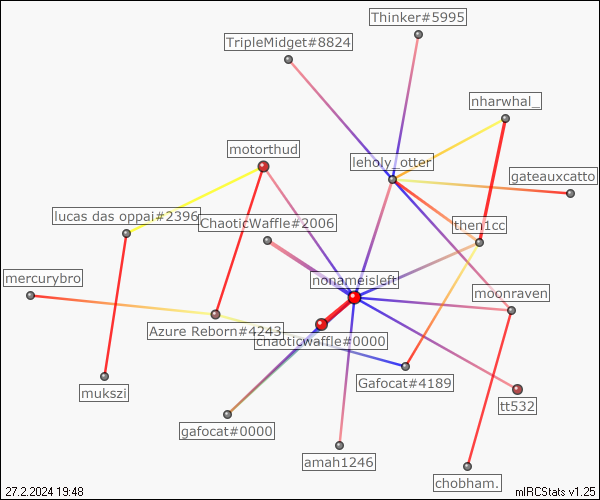 Thinker#5995
TripleMidget#8824
nharwhal_
motorthud
leholy_otter
gateauxcatto
lucas das oppai#2396
ChaoticWaffle#2006
then1cc
mercurybro
nonameisleft
moonraven
Azure Reborn#4243
chaoticwaffle#0000
Gafocat#4189
mukszi
tt532
gafocat#0000
amah1246
chobham.
27.2.2024 19:48
mIRCStats v1.25